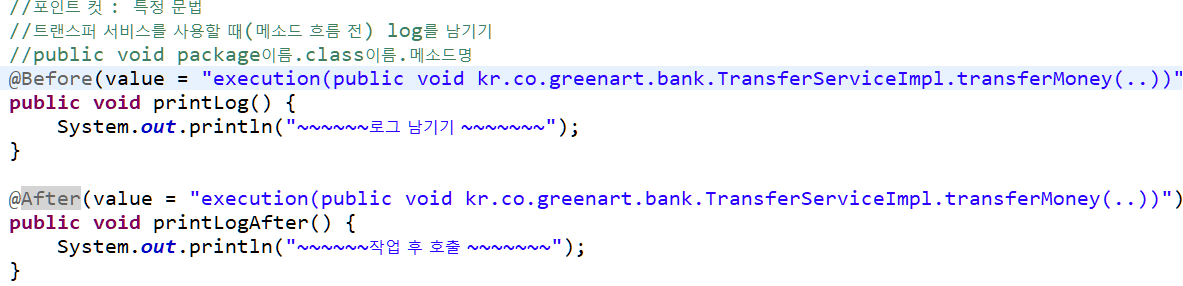 //포인트 컷 :  특정 문법
//트랜스퍼 서비스를 사용할 때(메소드 흐름 전) log를 남기기
//public void package이름.class이름.메소드명
@Before(value = "execution(public void kr.co.greenart.bank.TransferServiceImpl.transferMoney(..))"
public void printLog() {
    System.out.println("~~~~~~로그 남기기 ~~~~~~~");
}
@After(value = "execution(public void kr.co.greenart.bank.TransferServiceImpl.transferMoney(..))")
public void printLogAfter() {
    System.out.println("~~~~~~작업 후 호출 ~~~~~~~");
}